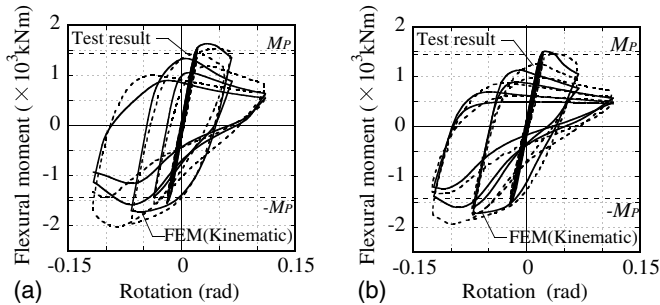 Flexural moment (×10³kNm)
2
1
0
-1
-2
Test result
M_P
-M_P
FEM(Kinematic)
-0.15
0
0.15
Rotation (rad)
(a)
Flexural moment (×10³kNm)
2
1
0
-1
-2
Test result
M_P
-M_P
FEM(Kinematic)
-0.15
0
0.15
Rotation (rad)
(b)